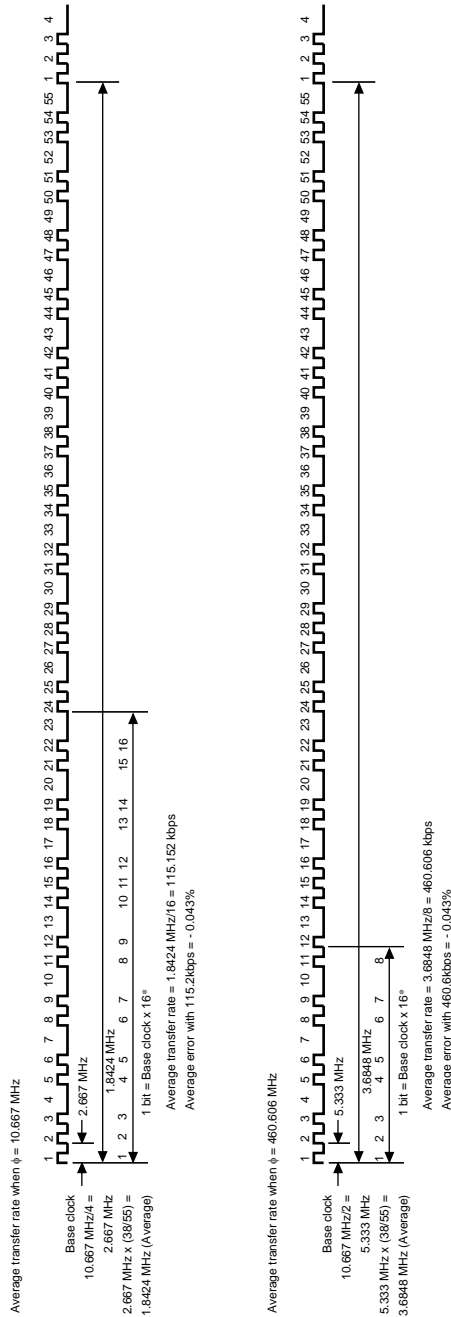 Average transfer rate when ϕ = 10.667 MHz
1 2 3 4 5 6 7 8 9 10 11 12 13 14 15 16 17 18 19 20 21 22 23 24 25 26 27 28 29 30 31 32 33 34 35 36 37 38 39 40 41 42 43 44 45 46 47 48 49 50 51 52 53 54 55 1 2 3 4
Base clock
10.667 MHz/4 =
2.667 MHz
2.667 MHz x (38/55) =
1.8424 MHz (Average)
2.667 MHz
1.8424 MHz
1 2 3 4 5 6 7 8 9 10 11 12 13 14 15 16
1 bit = Base clock x 16*
Average transfer rate = 1.8424 MHz/16 = 115.152 kbps
Average error with 115.2kbps = - 0.043%
Average transfer rate when ϕ = 460.606 MHz
1 2 3 4 5 6 7 8 9 10 11 12 13 14 15 16 17 18 19 20 21 22 23 24 25 26 27 28 29 30 31 32 33 34 35 36 37 38 39 40 41 42 43 44 45 46 47 48 49 50 51 52 53 54 55 1 2 3 4
Base clock
10.667 MHz/2 =
5.333 MHz
5.333 MHz x (38/55) =
3.6848 MHz (Average)
5.333 MHz
3.6848 MHz
1 2 3 4 5 6 7 8
1 bit = Base clock x 16*
Average transfer rate = 3.6848 MHz/8 = 460.606 kbps
Average error with 460.6kbps = - 0.043%